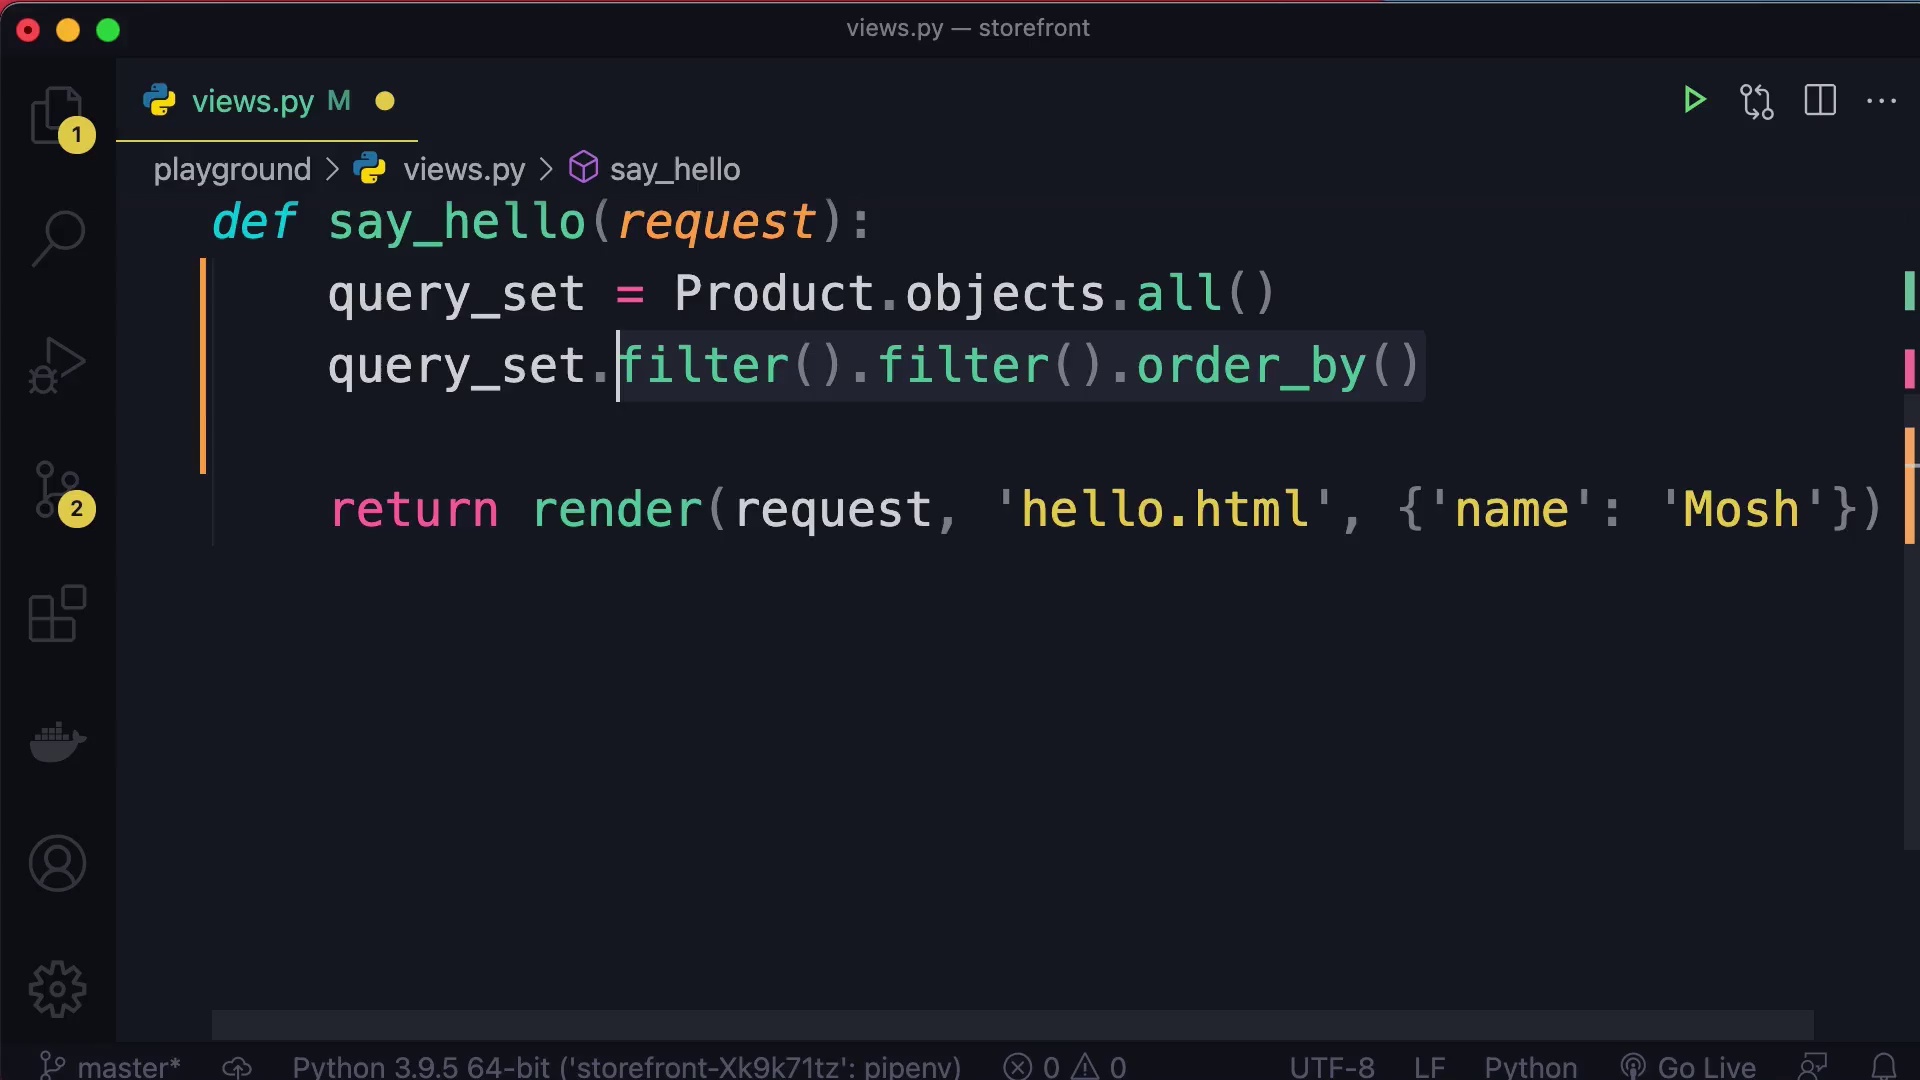 views.py — storefront
views.py M
1
playground > views.py > say_hello
def say_hello(request):
query_set = Product.objects.all()
query_set.filter().filter().order_by()
2
return render(request, 'hello.html', {'name': 'Mosh'})
master* Python 3.9.5 64-bit ('storefront-Xk9k71tz': pipenv) 0 0 UTF-8 LF Python Go Live